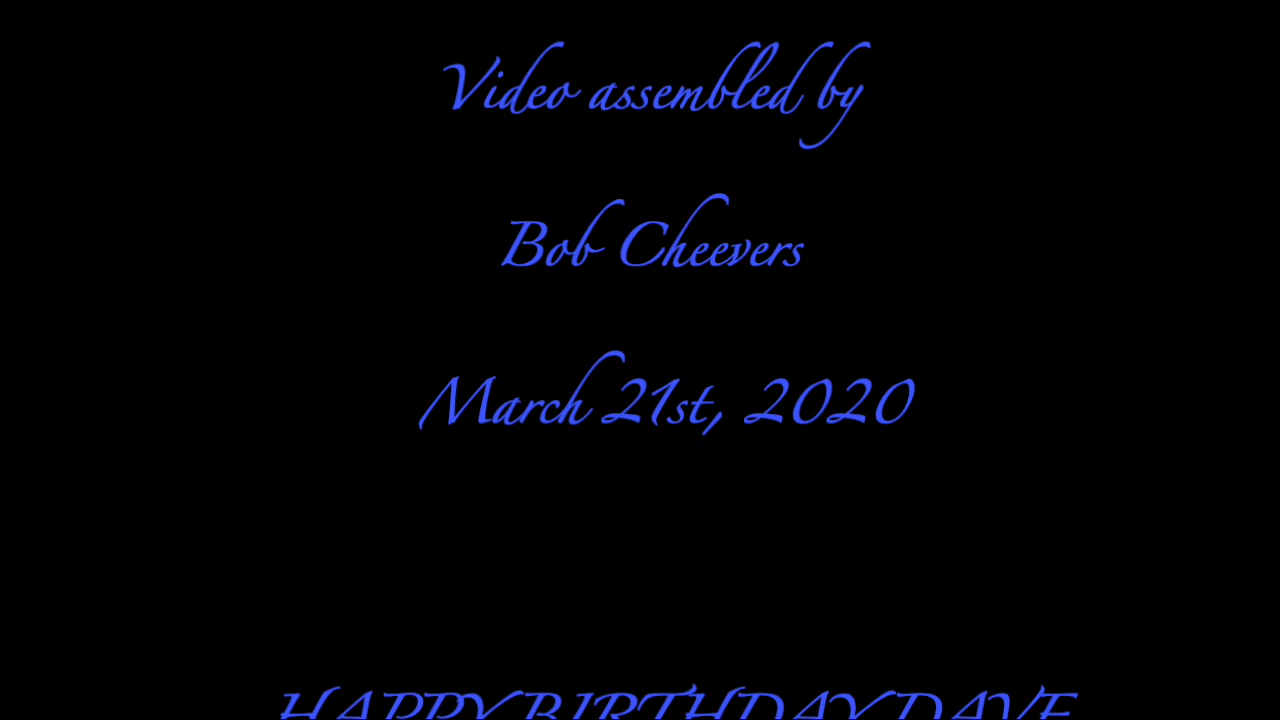 Video assembled by
Bob Cheevers
March 21st, 2020
HAPPY BIRTHDAY DAVE